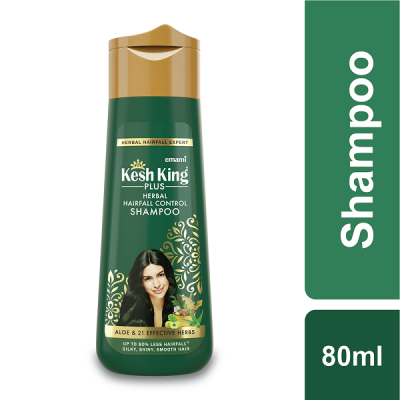 HERBAL HAIRFALL EXPERT
emami
Kesh King
PLUS
HERBAL
HAIRFALL CONTROL
SHAMPOO
ALOE & 21 EFFECTIVE HERBS
UP TO 80% LESS HAIRFALL
SILKY, SHINY, SMOOTH HAIR
Shampoo
80ml